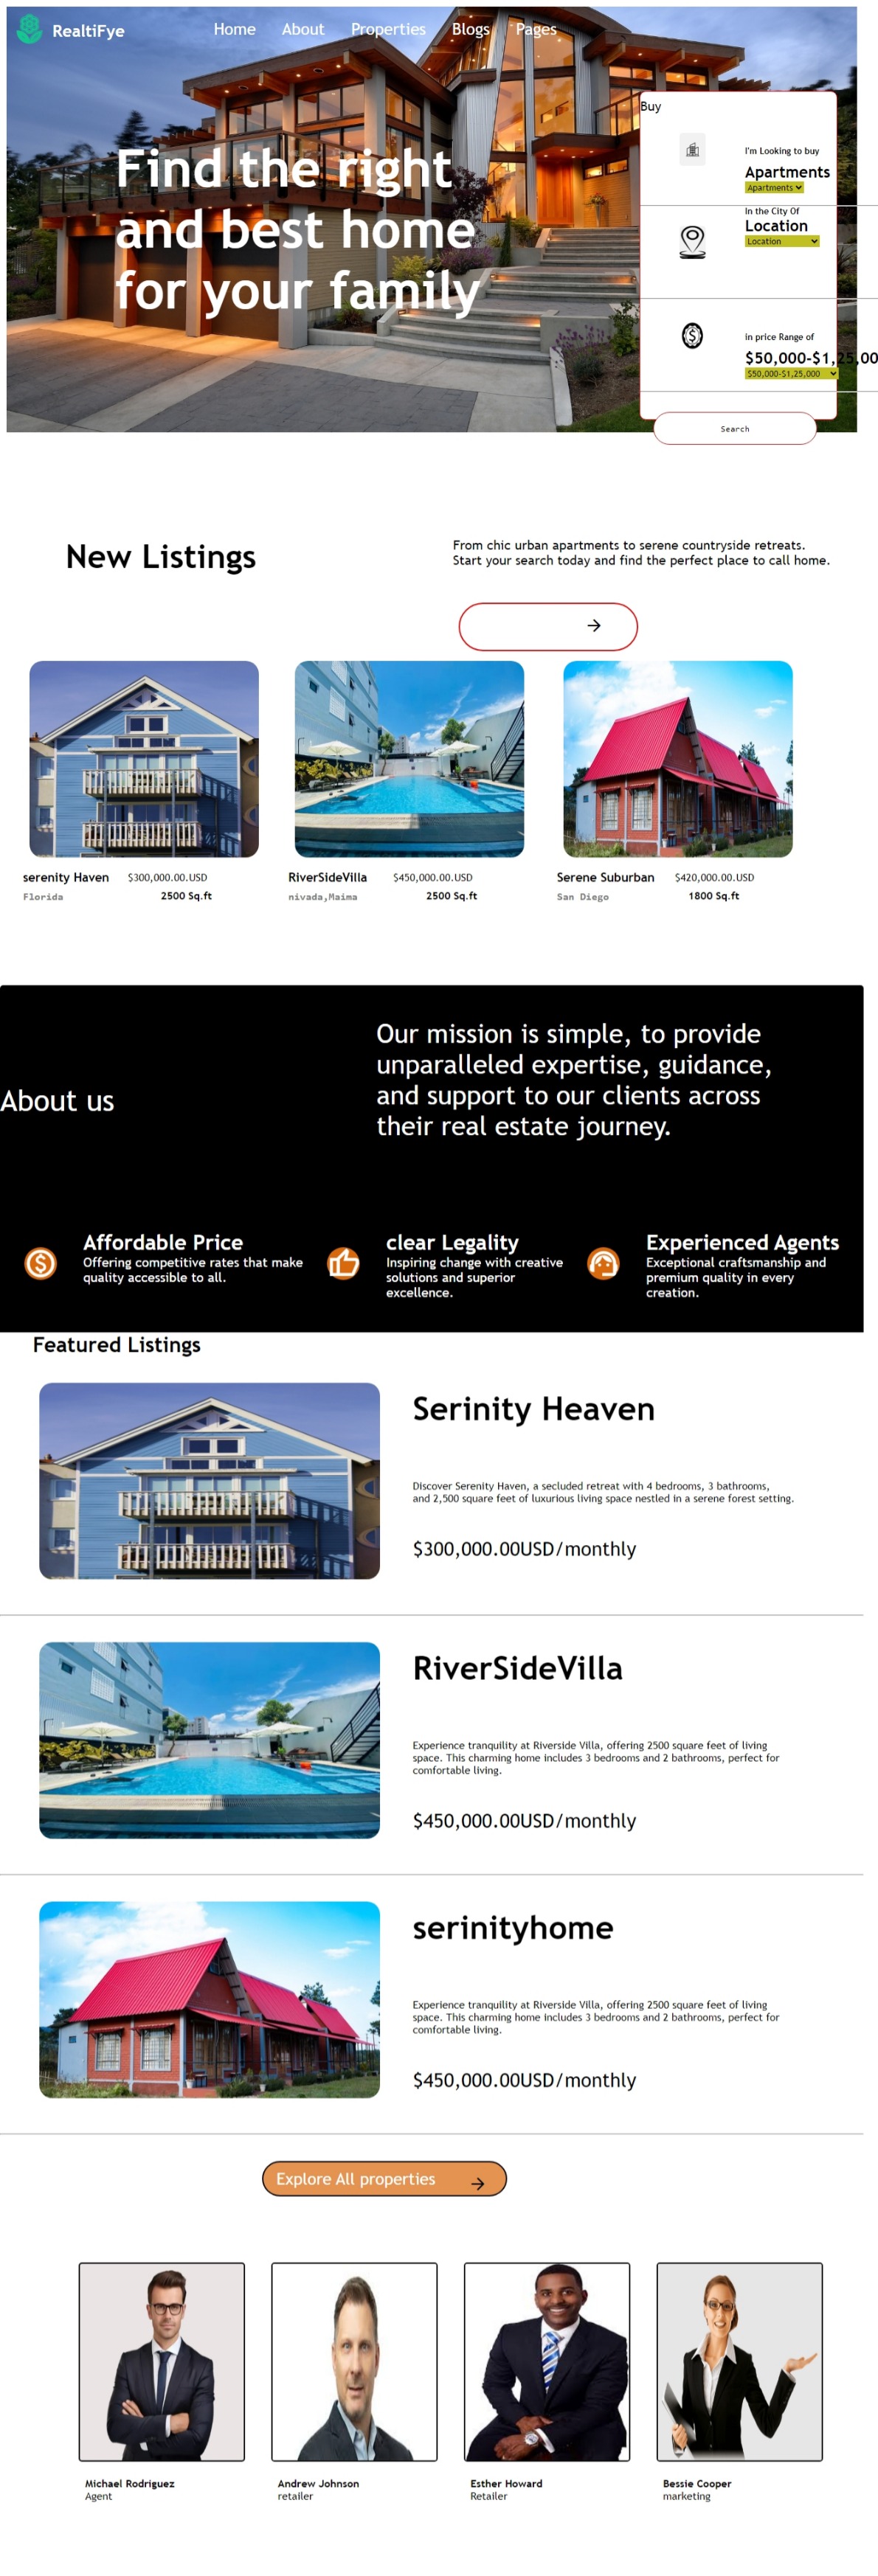 RealtiFye
Home About Properties Blogs Pages
Find the right
and best home
for your family
Buy
I'm Looking to buy
Apartments
Apartments
In the City Of
Location
Location
in price Range of
$50,000-$1,25,00
$50,000-$1,25,000
Search
New Listings
From chic urban apartments to serene countryside retreats.
Start your search today and find the perfect place to call home.
serenity Haven $300,000.00.USD
Florida 2500 Sq.ft
RiverSideVilla $450,000.00.USD
nivada,Maima 2500 Sq.ft
Serene Suburban $420,000.00.USD
San Diego 1800 Sq.ft
About us
Our mission is simple, to provide
unparalleled expertise, guidance,
and support to our clients across
their real estate journey.
Affordable Price
Offering competitive rates that make
quality accessible to all.
clear Legality
Inspiring change with creative
solutions and superior
excellence.
Experienced Agents
Exceptional craftsmanship and
premium quality in every
creation.
Featured Listings
Serinity Heaven
Discover Serenity Haven, a secluded retreat with 4 bedrooms, 3 bathrooms,
and 2,500 square feet of luxurious living space nestled in a serene forest setting.
$300,000.00USD/monthly
RiverSideVilla
Experience tranquility at Riverside Villa, offering 2500 square feet of living
space. This charming home includes 3 bedrooms and 2 bathrooms, perfect for
comfortable living.
$450,000.00USD/monthly
serinityhome
Experience tranquility at Riverside Villa, offering 2500 square feet of living
space. This charming home includes 3 bedrooms and 2 bathrooms, perfect for
comfortable living.
$450,000.00USD/monthly
Explore All properties
Michael Rodriguez
Agent
Andrew Johnson
retailer
Esther Howard
Retailer
Bessie Cooper
marketing